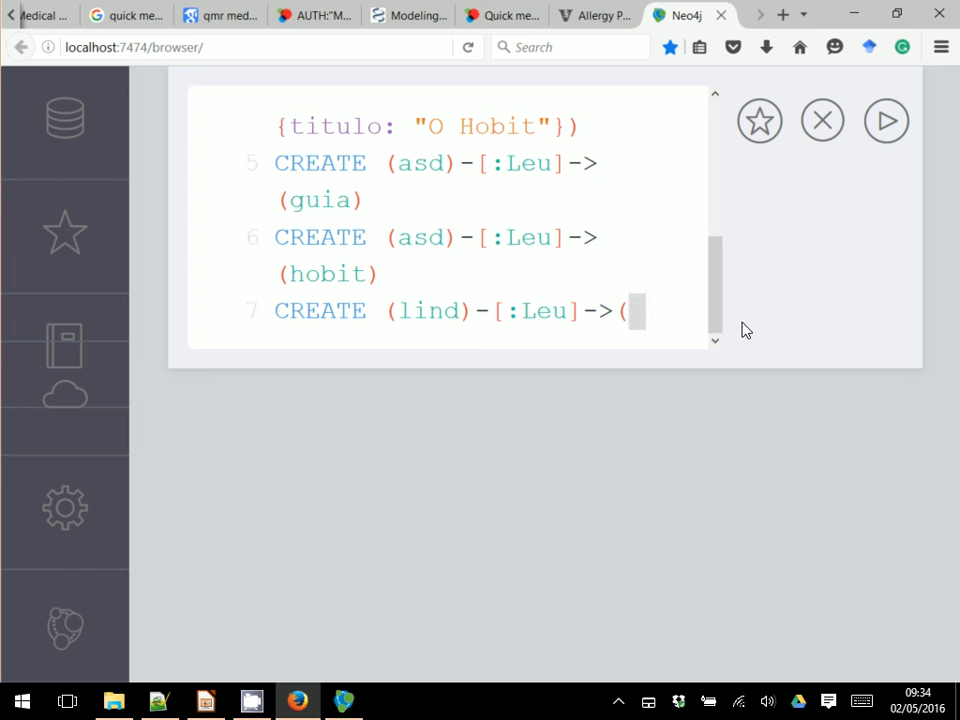 Medical ...
quick me...
qmr med...
AUTH:"M...
Modeling...
Quick me...
Allergy P...
Neo4j
localhost:7474/browser/
Search
{titulo: "O Hobit"})
5 CREATE (asd)-[:Leu]->
(guia)
6 CREATE (asd)-[:Leu]->
(hobit)
7 CREATE (lind)-[:Leu]->(
09:34
02/05/2016